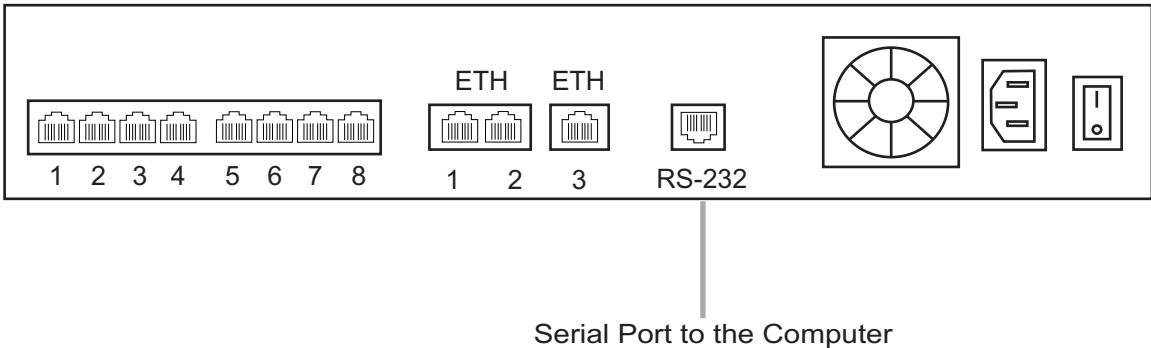 ETH ETH
1 2 3 4 5 6 7 8 1 2 3 RS-232
Serial Port to the Computer